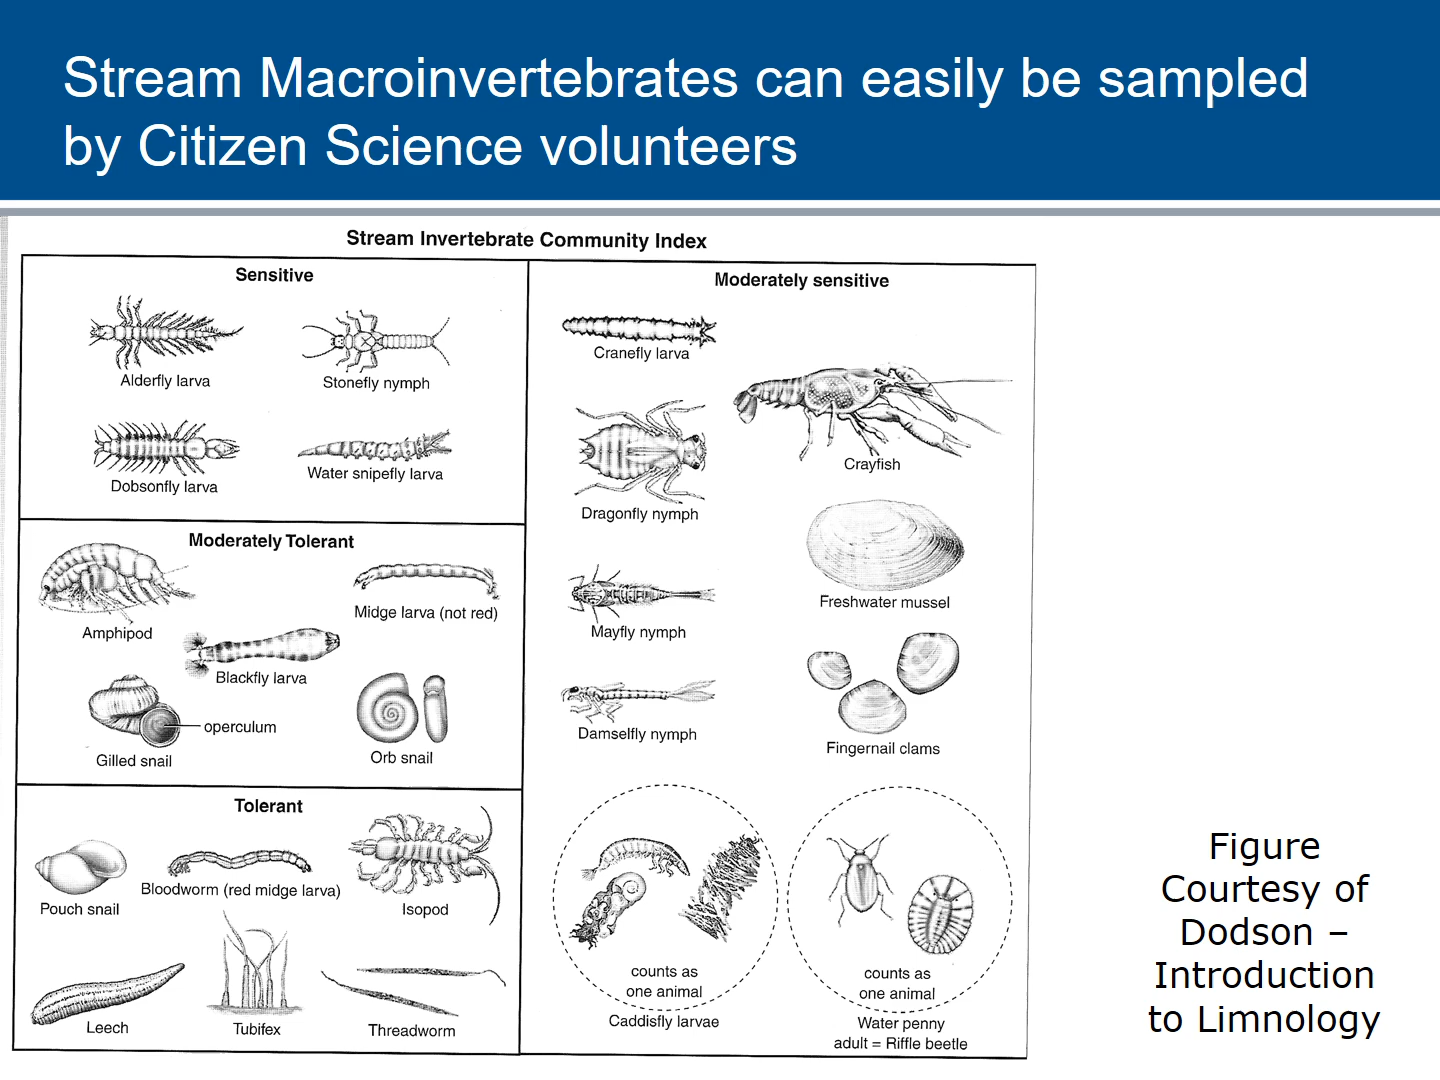 Stream Macroinvertebrates can easily be sampled
by Citizen Science volunteers
Stream Invertebrate Community Index
Sensitive
Alderfly larva
Stonefly nymph
Dobsonfly larva
Water snipefly larva
Moderately Tolerant
Amphipod
Midge larva (not red)
Blackfly larva
operculum
Gilled snail
Orb snail
Tolerant
Pouch snail
Bloodworm (red midge larva)
Isopod
Leech
Tubifex
Threadworm
Moderately sensitive
Cranefly larva
Crayfish
Dragonfly nymph
Freshwater mussel
Mayfly nymph
Damselfly nymph
Fingernail clams
counts as
one animal
Caddisfly larvae
counts as
one animal
Water penny
adult = Riffle beetle
Figure
Courtesy of
Dodson –
Introduction
to Limnology